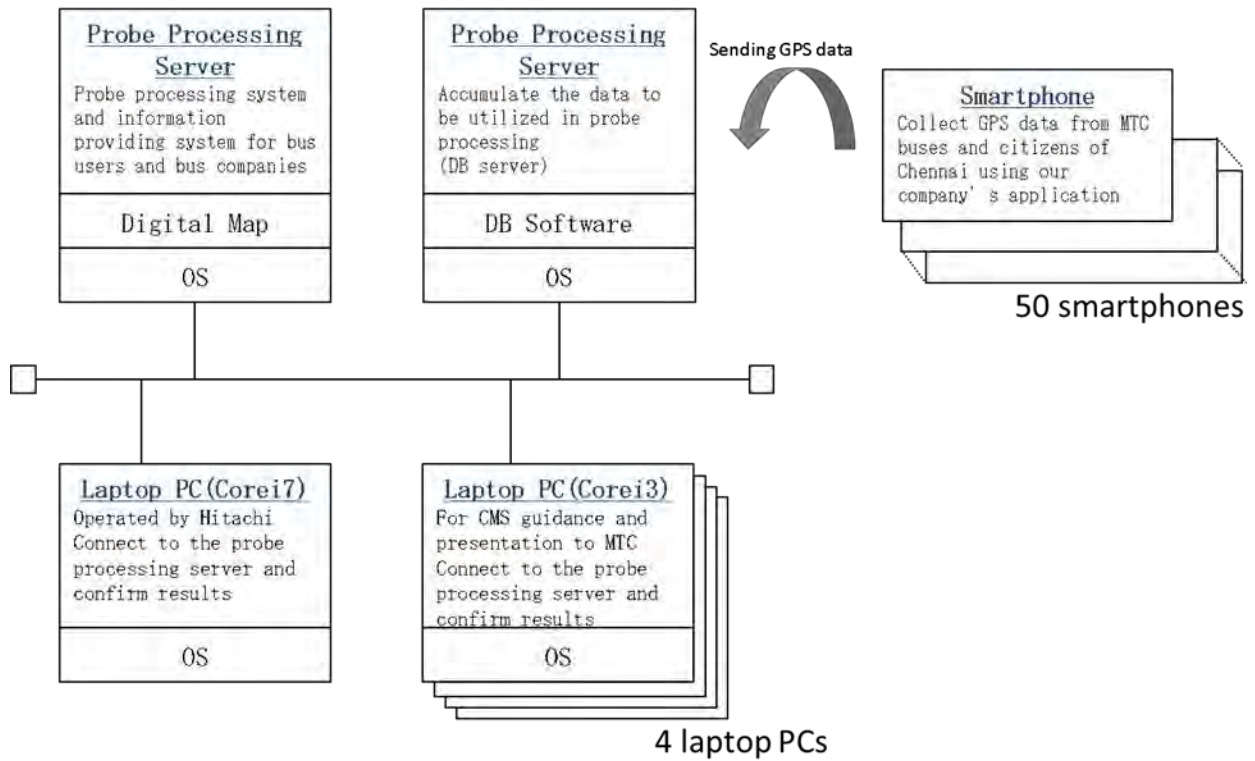 Probe Processing
Server
Probe processing system
and information
providing system for bus
users and bus companies
Digital Map
OS
Probe Processing
Server
Accumulate the data to
be utilized in probe
processing
(DB server)
DB Software
OS
Sending GPS data
Smartphone
Collect GPS data from MTC
buses and citizens of
Chennai using our
company's application
50 smartphones
Laptop PC(Corei7)
Operated by Hitachi
Connect to the probe
processing server and
confirm results
OS
Laptop PC(Corei3)
For CMS guidance and
presentation to MTC
Connect to the probe
processing server and
confirm results
OS
4 laptop PCs